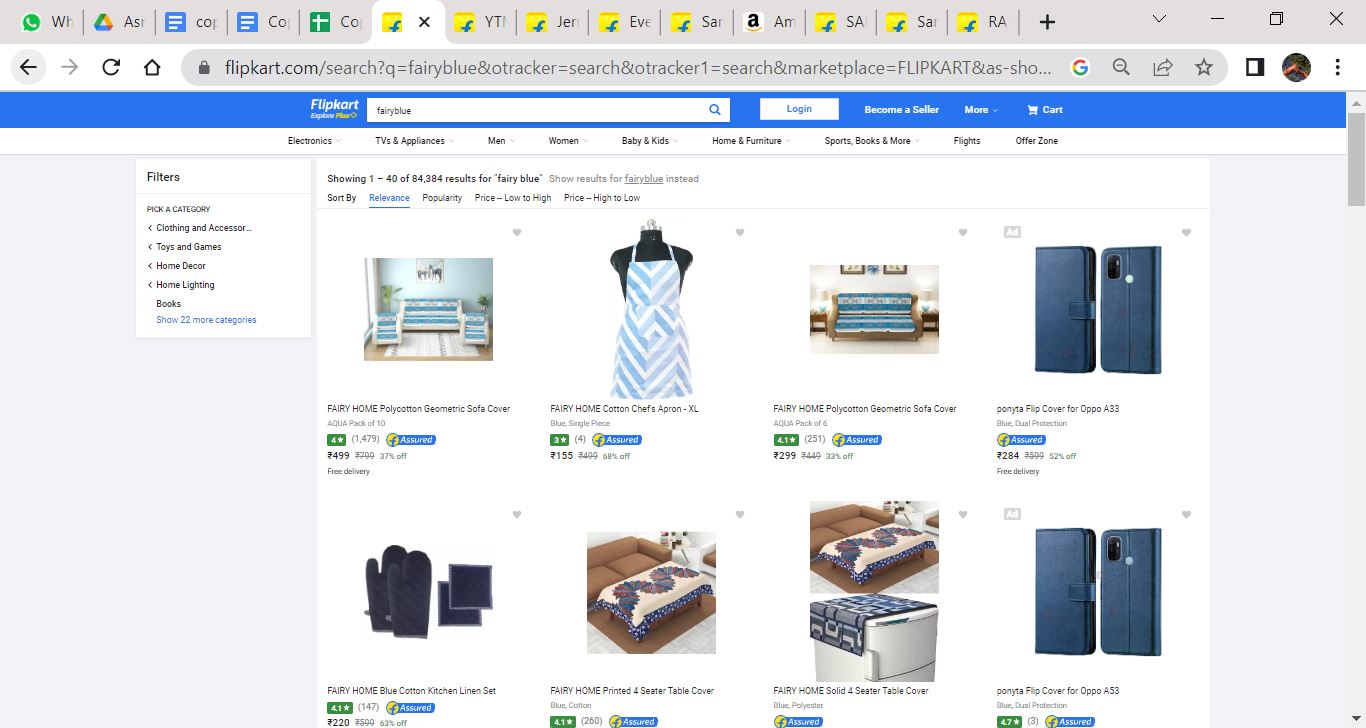 Wh
Asr
cop
Cop
Cop
YTM
Jer
Eve
Sar
Am
SAI
Sar
RA
flipkart.com/search?q=fairyblue&otracker=search&otracker1=search&marketplace=FLIPKART&as-sho...
Flipkart
Explore Plus
fairyblue
Login
Become a Seller
More
Cart
Electronics
TVs & Appliances
Men
Women
Baby & Kids
Home & Furniture
Sports, Books & More
Flights
Offer Zone
Filters
PICK A CATEGORY
Clothing and Accessor...
Toys and Games
Home Decor
Home Lighting
Books
Show 22 more categories
Showing 1 – 40 of 84,384 results for "fairy blue" Show results for fairyblue instead
Sort By Relevance Popularity Price -- Low to High Price -- High to Low
FAIRY HOME Polycotton Geometric Sofa Cover
AQUA Pack of 10
4★ (1,479) Assured
₹499 ₹799 37% off
Free delivery
FAIRY HOME Cotton Chef's Apron - XL
Blue, Single Piece
3★ (4) Assured
₹155 ₹499 68% off
FAIRY HOME Polycotton Geometric Sofa Cover
AQUA Pack of 6
4.1★ (251) Assured
₹299 ₹449 33% off
Ad
ponyta Flip Cover for Oppo A33
Blue, Dual Protection
Assured
₹284 ₹599 52% off
Free delivery
FAIRY HOME Blue Cotton Kitchen Linen Set
4.1★ (147) Assured
₹220 ₹599 63% off
FAIRY HOME Printed 4 Seater Table Cover
Blue, Cotton
4.1★ (260) Assured
FAIRY HOME Solid 4 Seater Table Cover
Blue, Polyester
Assured
Ad
ponyta Flip Cover for Oppo A53
Blue, Dual Protection
4.7★ (3) Assured